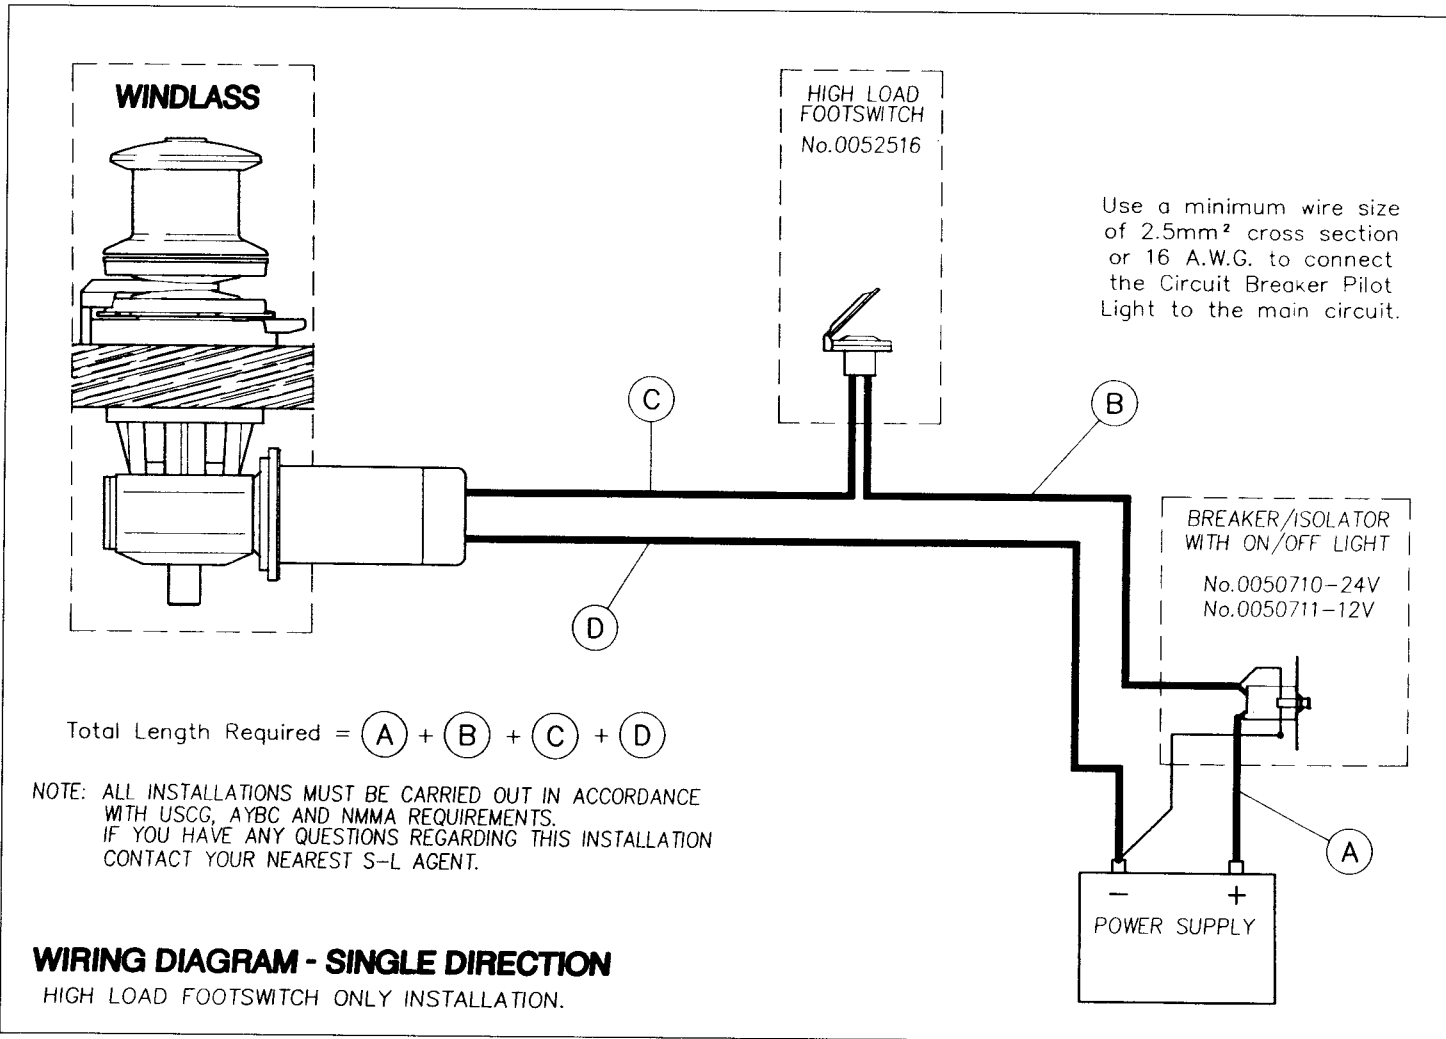 WINDLASS
HIGH LOAD
FOOTSWITCH
No.0052516
Use a minimum wire size
of 2.5mm² cross section
or 16 A.W.G. to connect
the Circuit Breaker Pilot
Light to the main circuit.
C
B
BREAKER/ISOLATOR
WITH ON/OFF LIGHT
No.0050710-24V
No.0050711-12V
D
Total Length Required = A + B + C + D
NOTE: ALL INSTALLATIONS MUST BE CARRIED OUT IN ACCORDANCE
WITH USCG, AYBC AND NMMA REQUIREMENTS.
IF YOU HAVE ANY QUESTIONS REGARDING THIS INSTALLATION
CONTACT YOUR NEAREST S-L AGENT.
A
- +
POWER SUPPLY
WIRING DIAGRAM - SINGLE DIRECTION
HIGH LOAD FOOTSWITCH ONLY INSTALLATION.